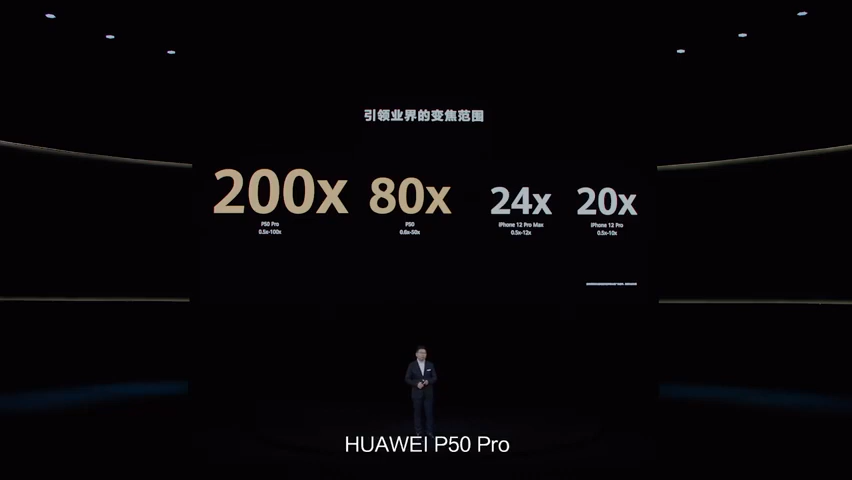 引领业界的变焦范围
200x
P50 Pro
0.5x-100x
80x
P50
0.6x-50x
24x
iPhone 12 Pro Max
0.5x-12x
20x
iPhone 12 Pro
0.5x-10x
HUAWEI P50 Pro